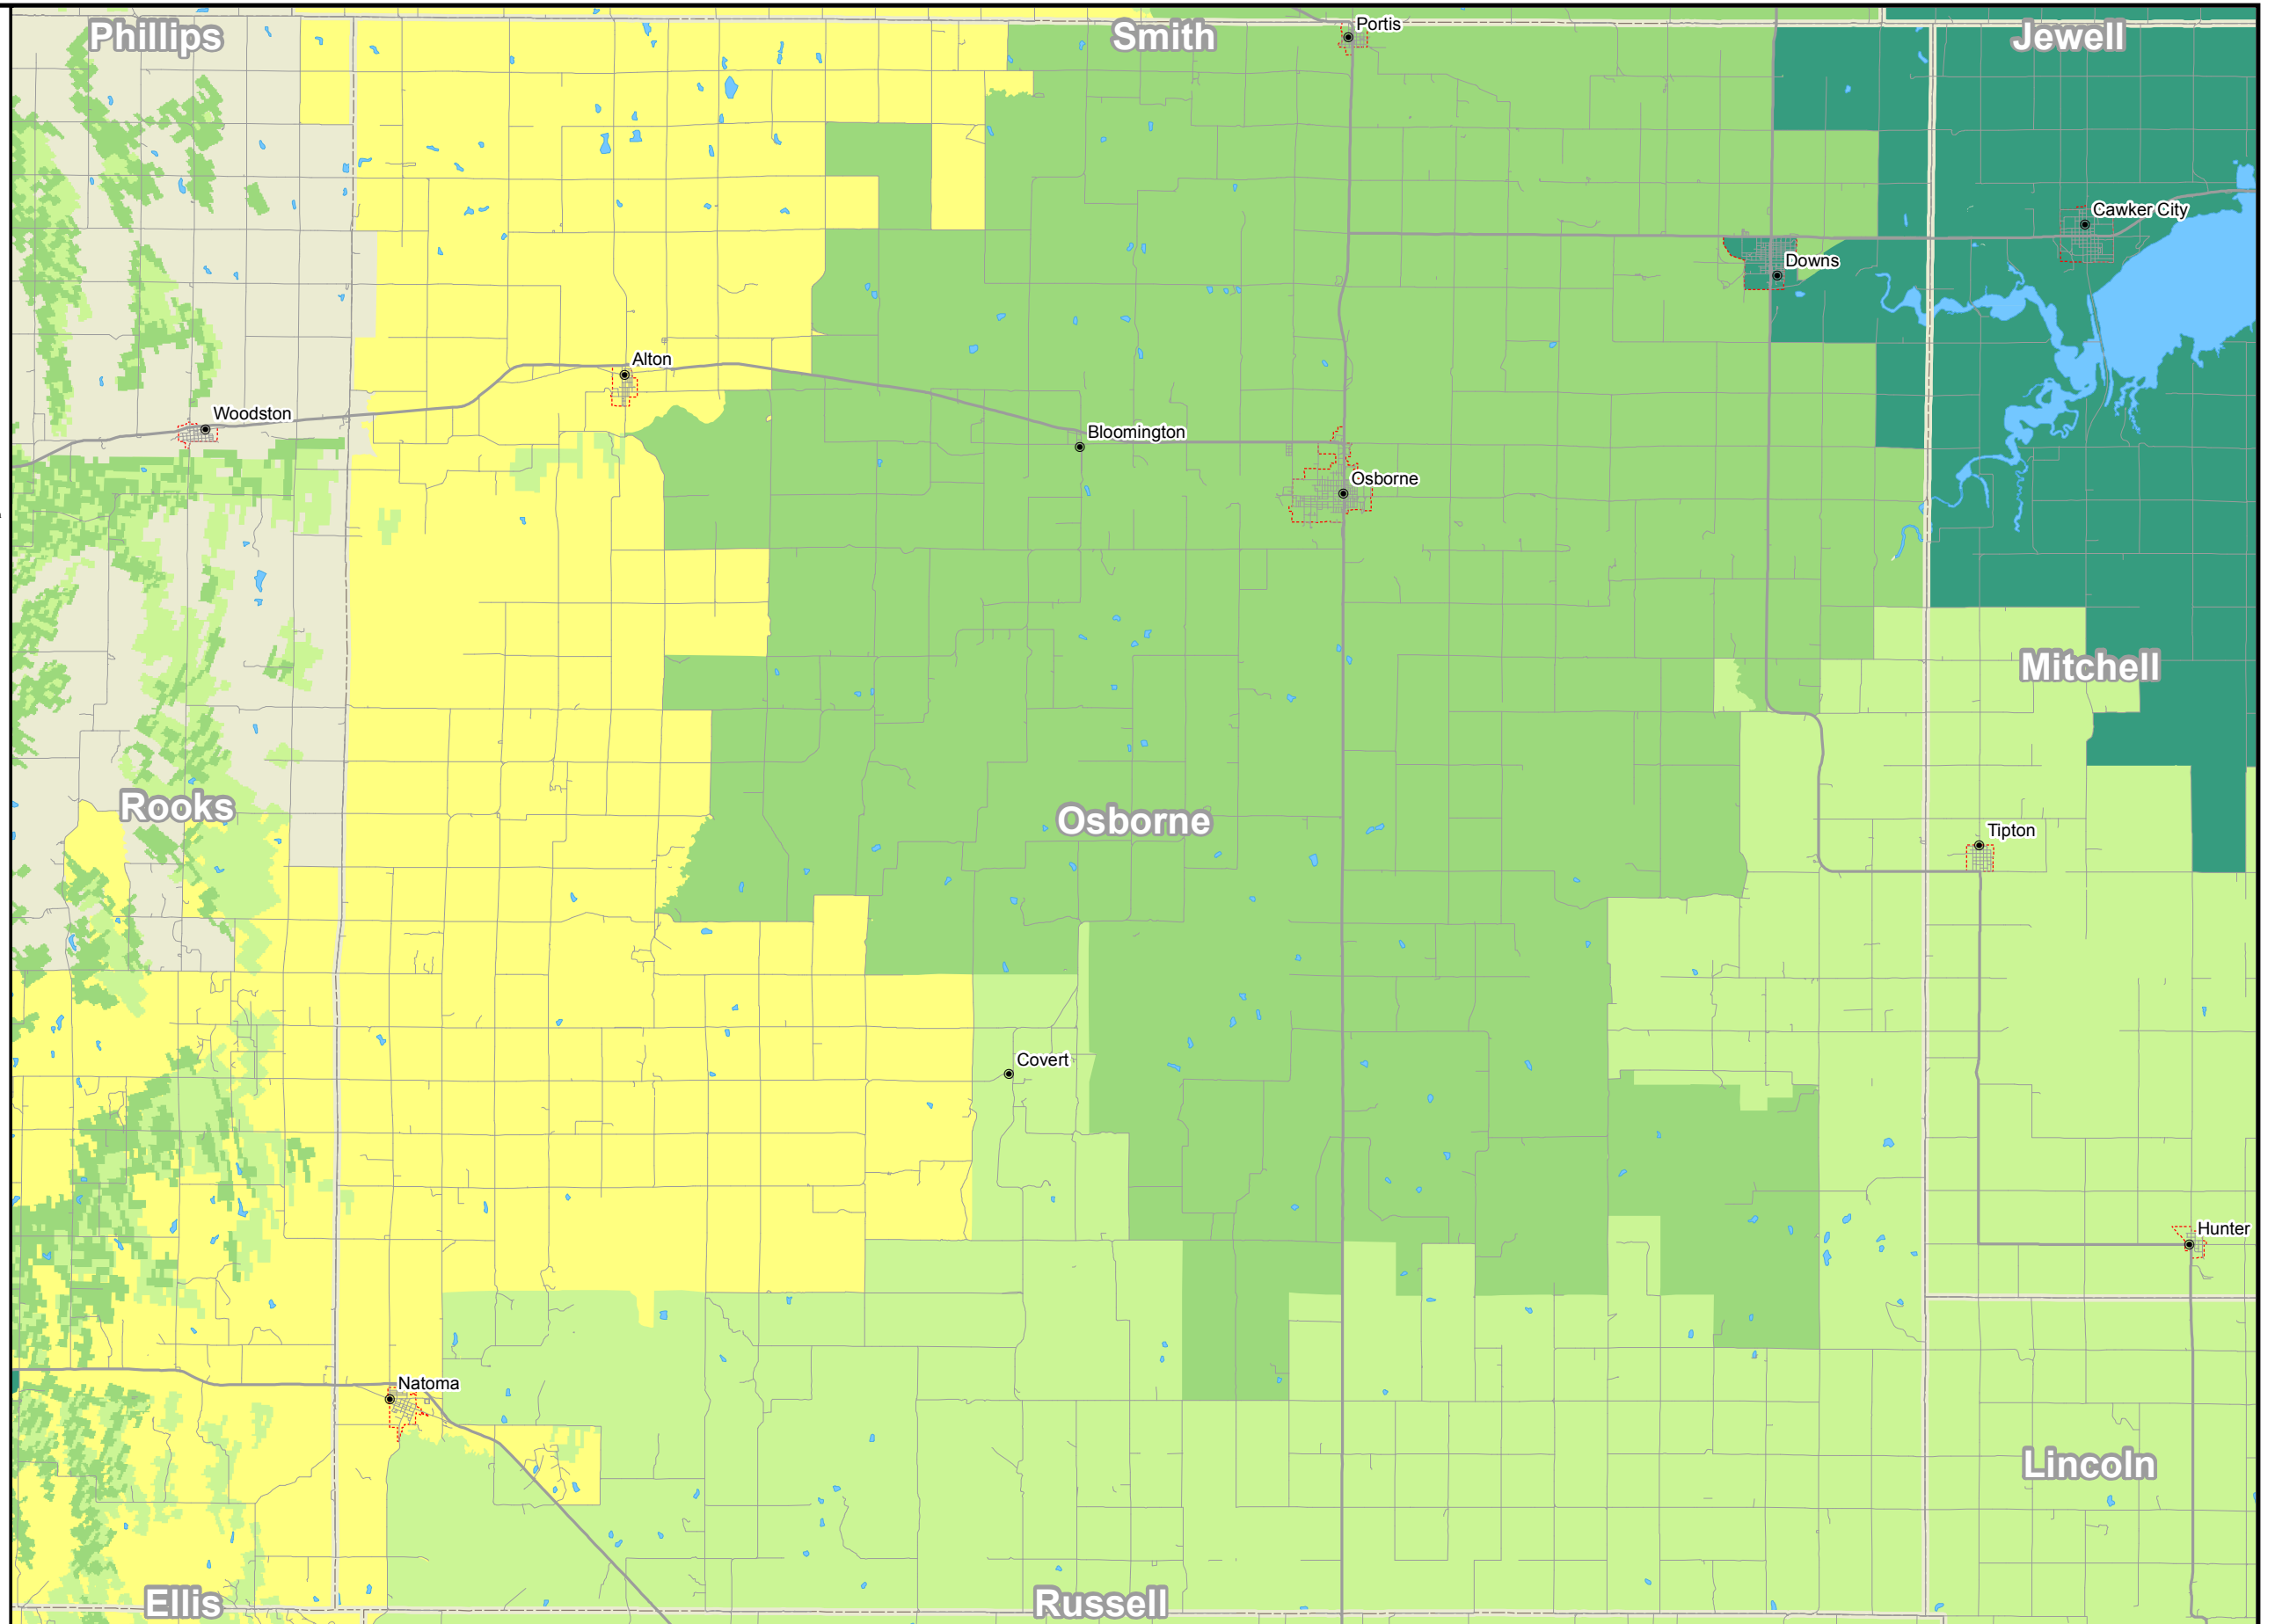 Phillips
Smith
Portis
Jewell
Cawker City
Downs
Alton
Woodston
Bloomington
Osborne
Mitchell
Rooks
Osborne
Tipton
Covert
Hunter
Natoma
Lincoln
Ellis
Russell